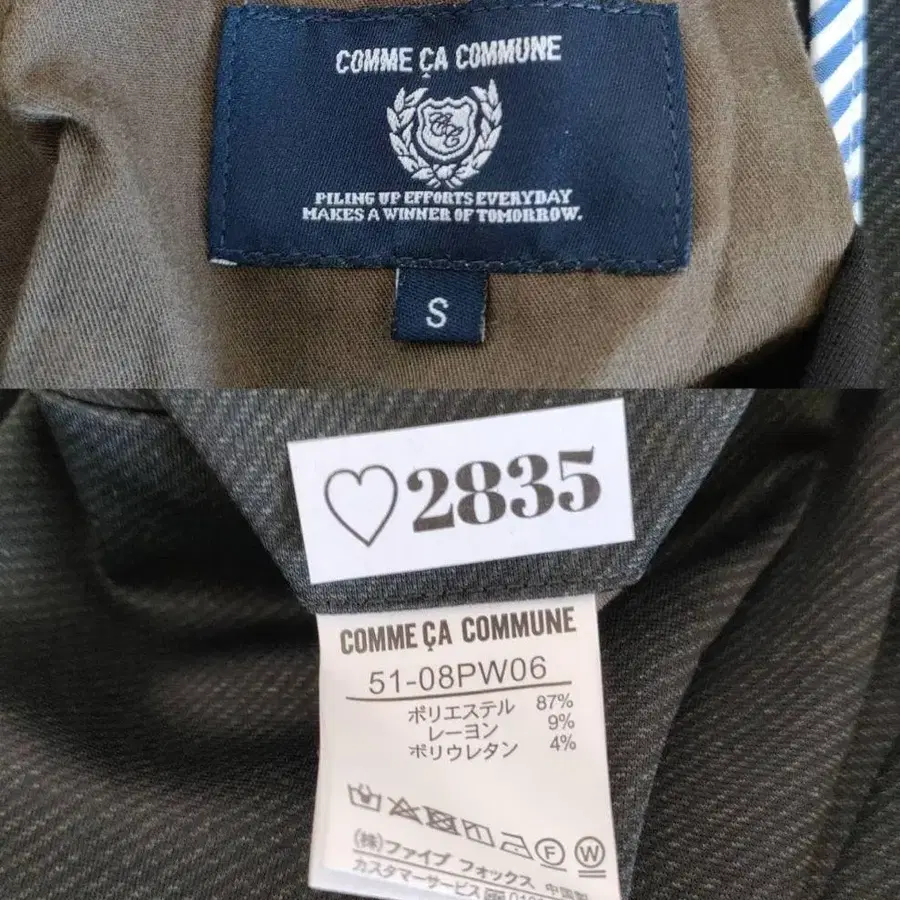 COMME ÇA COMMUNE
PILING UP EFFORTS EVERYDAY
MAKES A WINNER OF TOMORROW.
S
♡2835
COMME ÇA COMMUNE
51-08PW06
ポリエステル 87%
レーヨン 9%
ポリウレタン 4%
F W
(株)ファイブ フォックス 中国製
カスタマーサービス